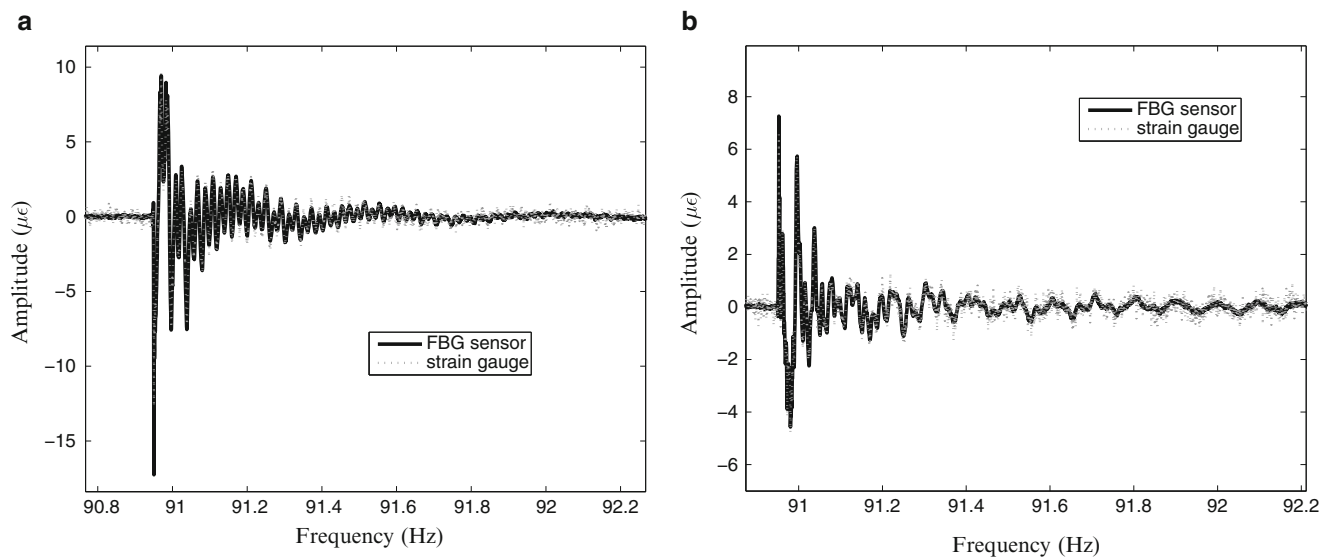 a
10
5
0
−5
−10
−15
Amplitude (με)
FBG sensor
strain gauge
90.8 91 91.2 91.4 91.6 91.8 92 92.2
Frequency (Hz)
b
8
6
4
2
0
−2
−4
−6
Amplitude (με)
FBG sensor
strain gauge
91 91.2 91.4 91.6 91.8 92 92.2
Frequency (Hz)